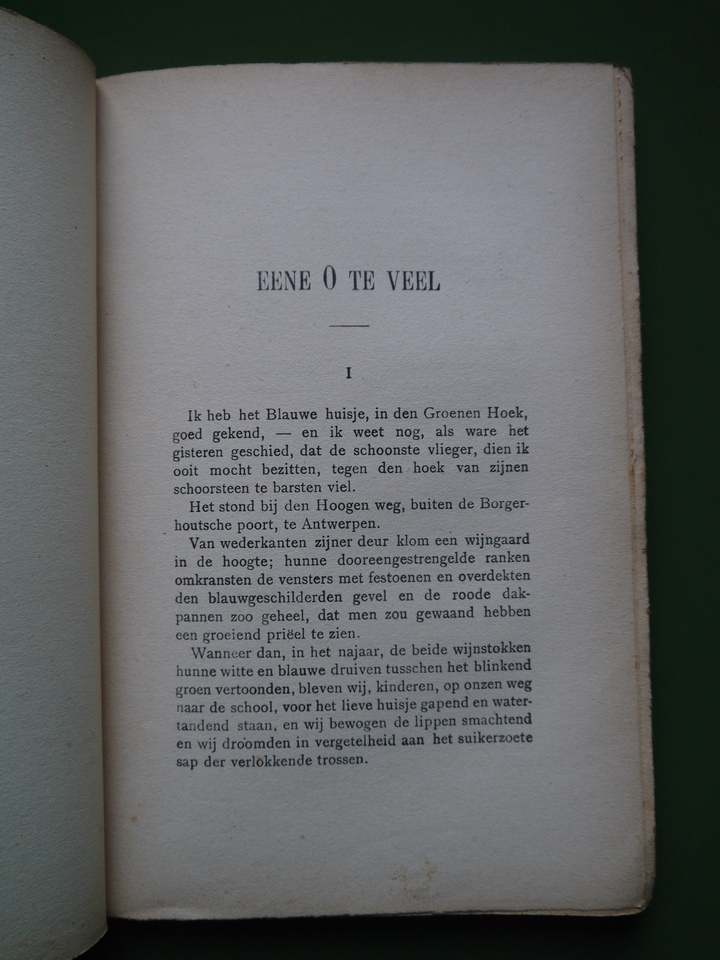 EENE O TE VEEL
I
Ik heb het Blauwe huisje, in den Groenen Hoek,
goed gekend, — en ik weet nog, als ware het
gisteren geschied, dat de schoonste vlieger, dien ik
ooit mocht bezitten, tegen den hoek van zijnen
schoorsteen te barsten viel.
Het stond bij den Hoogen weg, buiten de Borger-
houtsche poort, te Antwerpen.
Van wederkanten zijner deur klom een wijngaard
in de hoogte; hunne dooreengestrengelde ranken
omkransten de vensters met festoenen en overdekten
den blauwgeschilderden gevel en de roode dak-
pannen zoo geheel, dat men zou gewaand hebben
een groeiend priëel te zien.
Wanneer dan, in het najaar, de beide wijnstokken
hunne witte en blauwe druiven tusschen het blinkend
groen vertoonden, bleven wij, kinderen, op onzen weg
naar de school, voor het lieve huisje gapend en water-
tandend staan, en wij bewogen de lippen smachtend
en wij droomden in vergetelheid aan het suikerzoete
sap der verlokkende trossen.